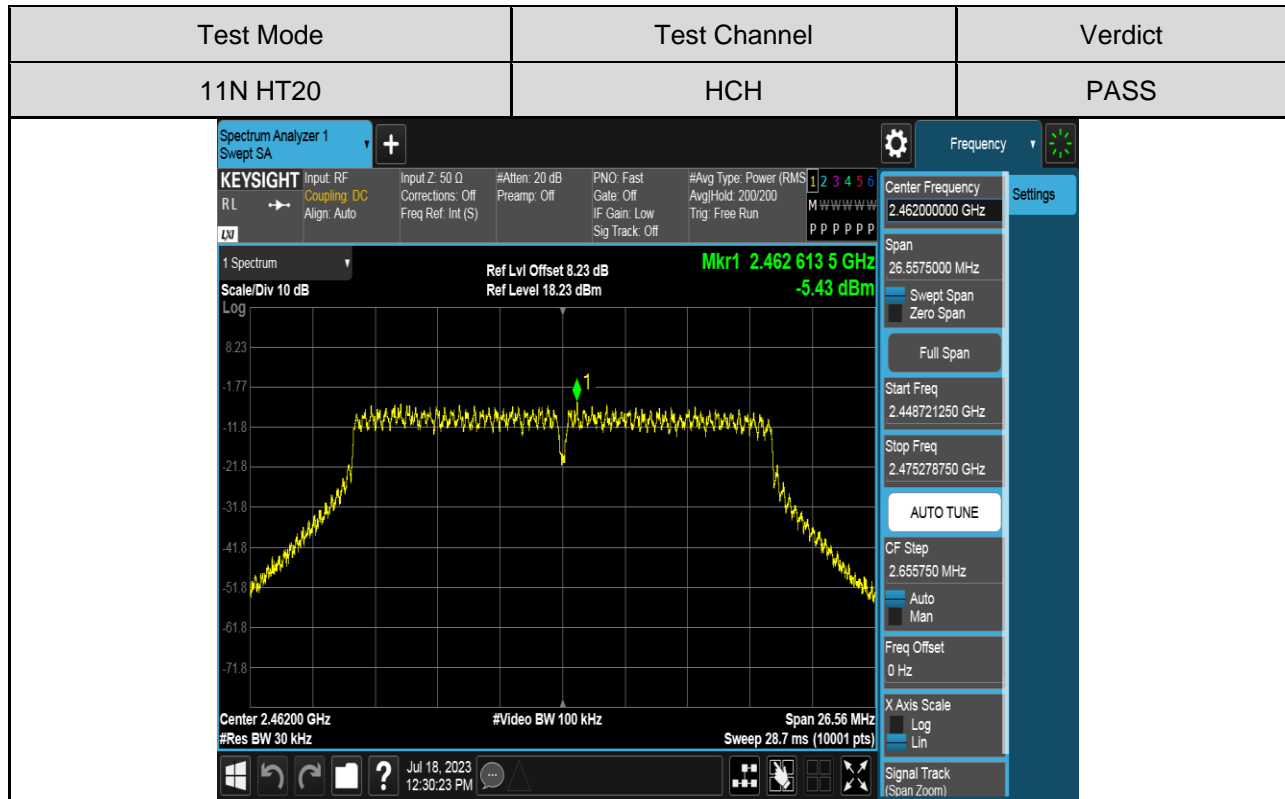 Test Mode Test Channel Verdict
11N HT20 HCH PASS
Spectrum Analyzer 1
Swept SA
+
Frequency
KEYSIGHT
RL
LXI
Input: RF
Coupling: DC
Align: Auto
Input Z: 50 Ω
Corrections: Off
Freq Ref: Int (S)
#Atten: 20 dB
Preamp: Off
PNO: Fast
Gate: Off
IF Gain: Low
Sig Track: Off
#Avg Type: Power (RMS
Avg|Hold: 200/200
Trig: Free Run
1 2 3 4 5 6
M W W W W W
P P P P P P
1 Spectrum
Scale/Div 10 dB
Ref Lvl Offset 8.23 dB
Ref Level 18.23 dBm
Mkr1 2.462 613 5 GHz
-5.43 dBm
Log
8.23
-1.77
-11.8
-21.8
-31.8
-41.8
-51.8
-61.8
-71.8
1
Center 2.46200 GHz
#Res BW 30 kHz
#Video BW 100 kHz
Span 26.56 MHz
Sweep 28.7 ms (10001 pts)
?
Jul 18, 2023
12:30:23 PM
Center Frequency
2.462000000 GHz
Settings
Span
26.5575000 MHz
Swept Span
Zero Span
Full Span
Start Freq
2.448721250 GHz
Stop Freq
2.475278750 GHz
AUTO TUNE
CF Step
2.655750 MHz
Auto
Man
Freq Offset
0 Hz
X Axis Scale
Log
Lin
Signal Track
(Span Zoom)